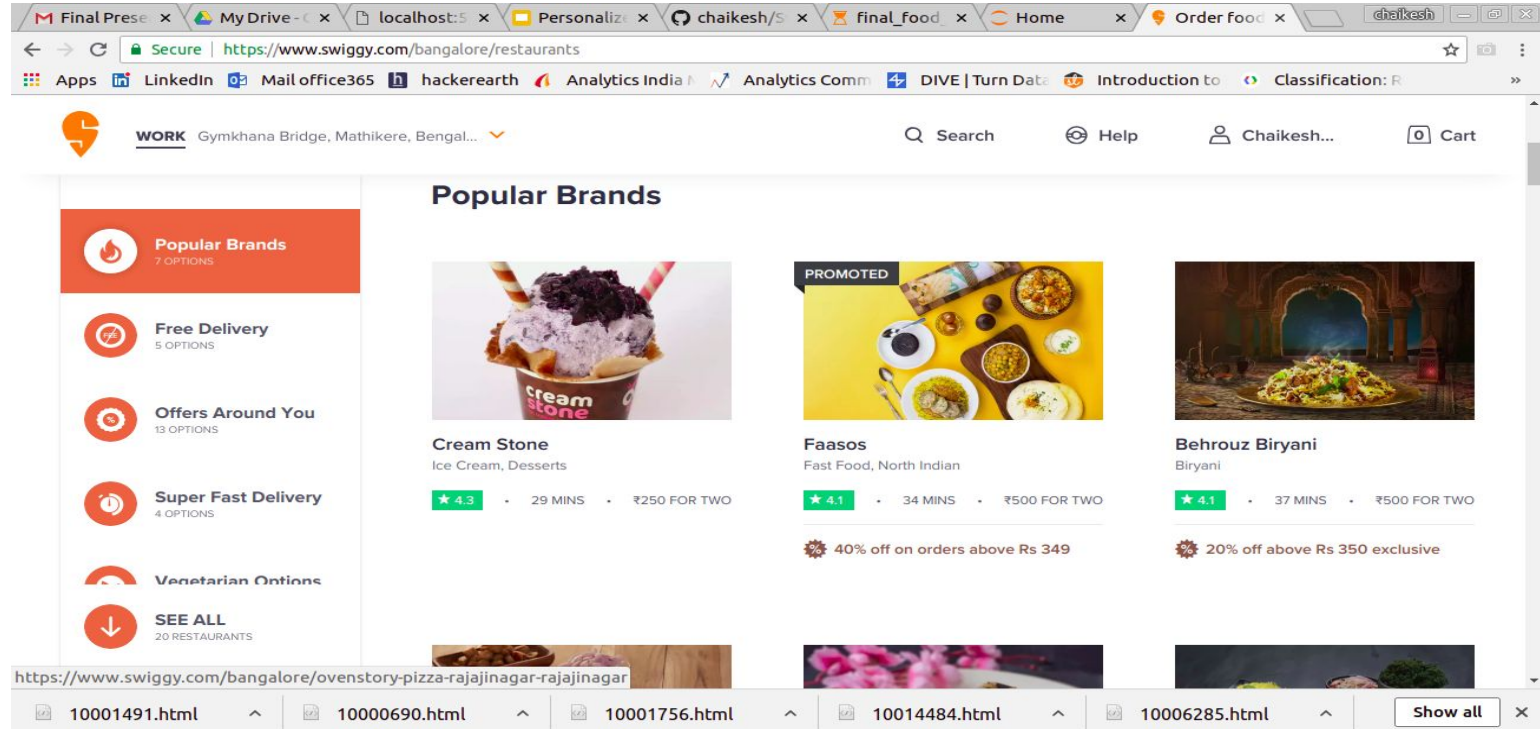 Final Prese
My Drive - C
localhost:5
Personalize
chaikesh/S
final_food_
Home
Order food
chaikesh
Secure | https://www.swiggy.com/bangalore/restaurants
Apps LinkedIn Mail office365 hackerearth Analytics India Analytics Comm DIVE | Turn Data Introduction to Classification: R »
WORK Gymkhana Bridge, Mathikere, Bengal...
Search Help Chaikesh... 0 Cart
Popular Brands
Popular Brands
7 OPTIONS
Free Delivery
5 OPTIONS
Offers Around You
13 OPTIONS
Super Fast Delivery
4 OPTIONS
Vegetarian Options
SEE ALL
20 RESTAURANTS
cream
stone
Cream Stone
Ice Cream, Desserts
★ 4.3 • 29 MINS • ₹250 FOR TWO
PROMOTED
Faasos
Fast Food, North Indian
★ 4.1 • 34 MINS • ₹500 FOR TWO
40% off on orders above Rs 349
Behrouz Biryani
Biryani
★ 4.1 • 37 MINS • ₹500 FOR TWO
20% off above Rs 350 exclusive
https://www.swiggy.com/bangalore/ovenstory-pizza-rajajinagar-rajajinagar
10001491.html 10000690.html 10001756.html 10014484.html 10006285.html Show all